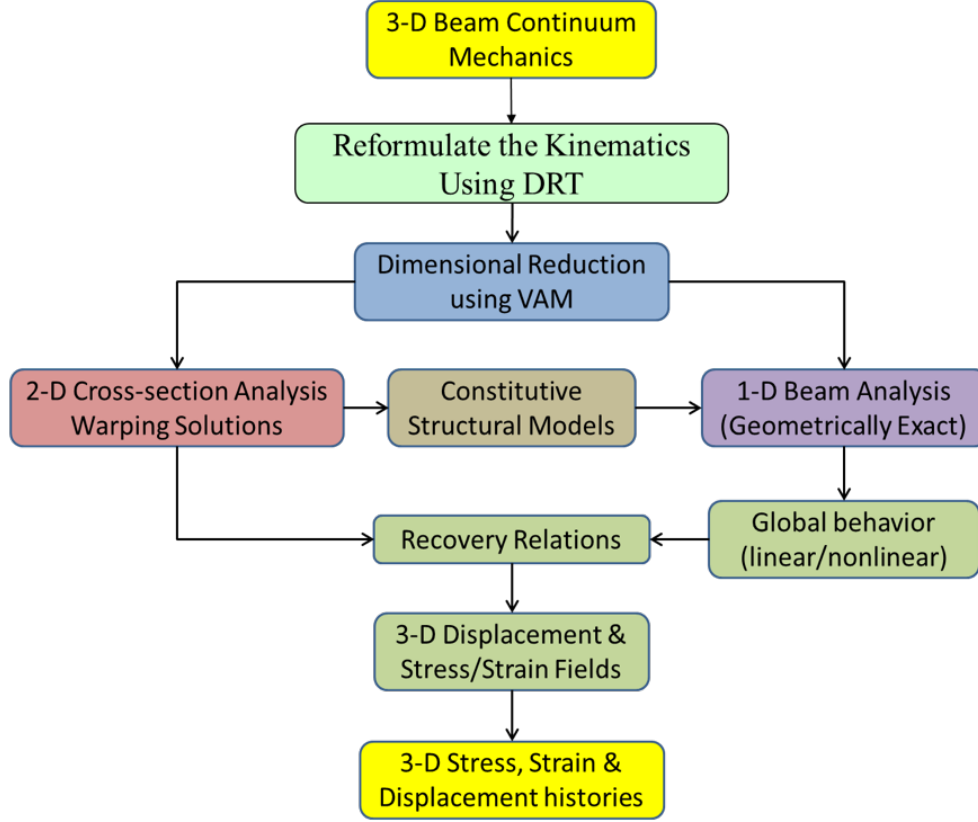 3-D Beam Continuum
Mechanics
Reformulate the Kinematics
Using DRT
Dimensional Reduction
using VAM
2-D Cross-section Analysis
Warping Solutions
Constitutive
Structural Models
1-D Beam Analysis
(Geometrically Exact)
Recovery Relations
Global behavior
(linear/nonlinear)
3-D Displacement &
Stress/Strain Fields
3-D Stress, Strain &
Displacement histories